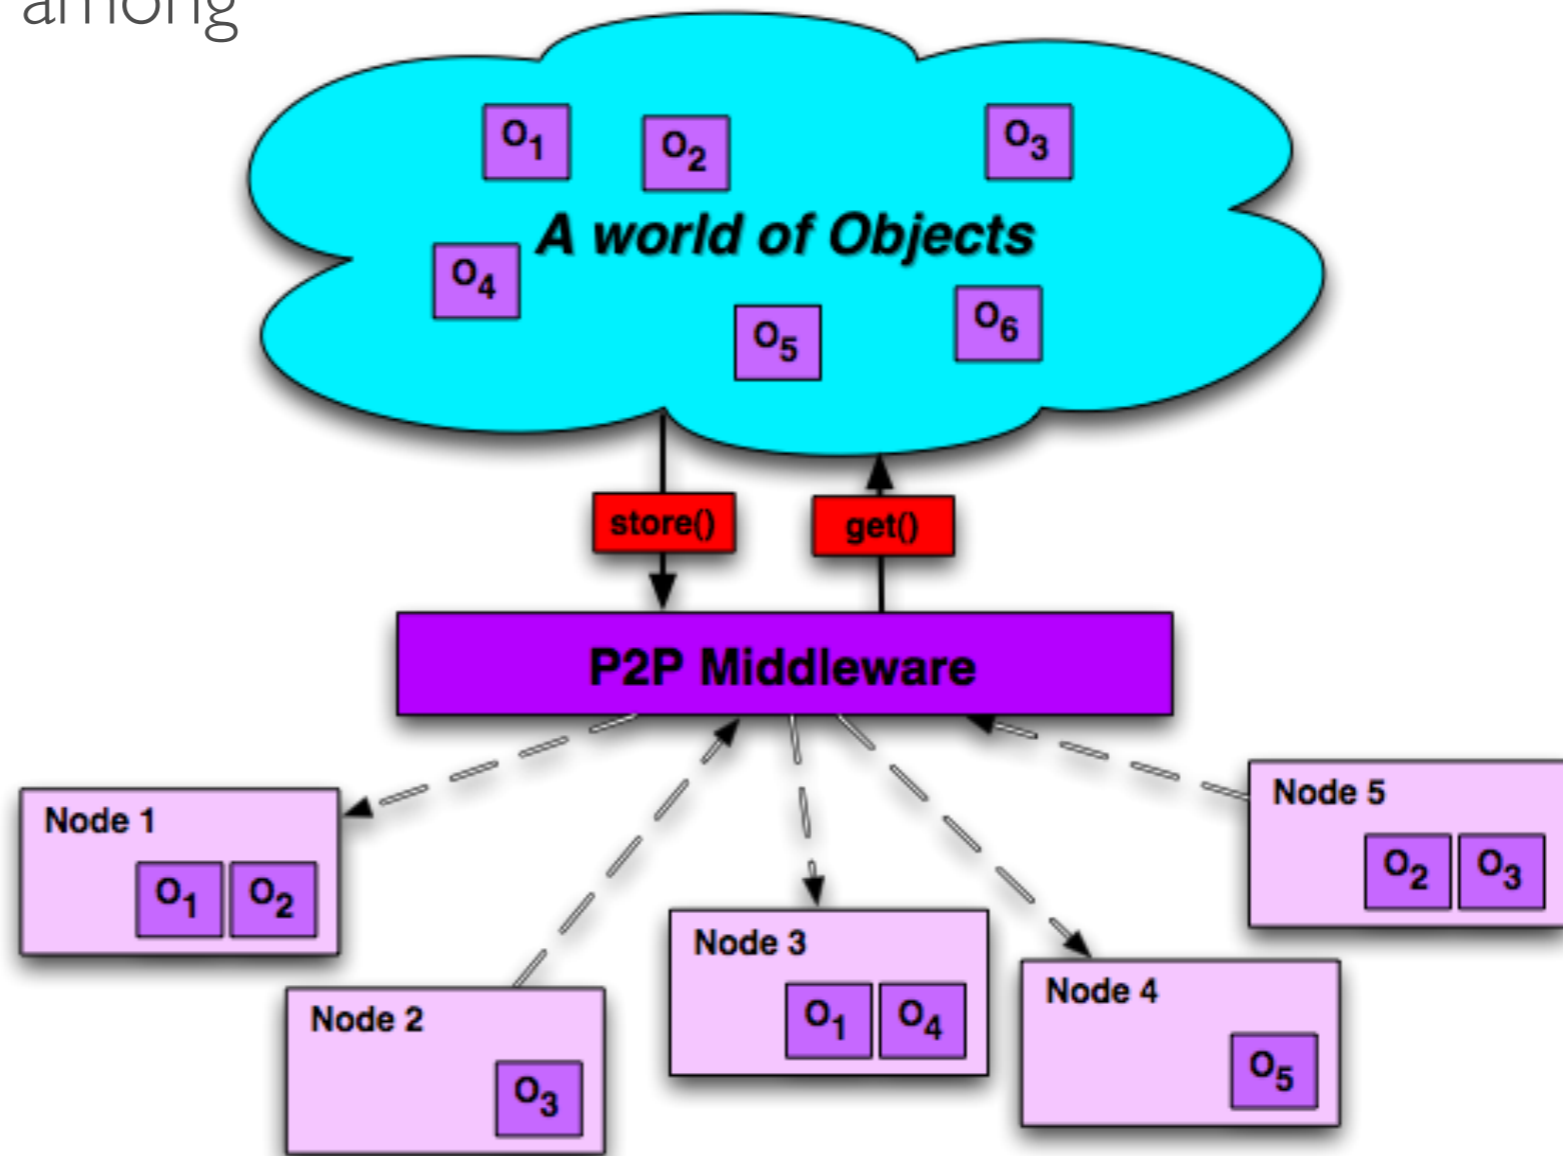 among
O1
O2
O3
A world of Objects
O4
O5
O6
store()
get()
P2P Middleware
Node 1
O1 O2
Node 2
O3
Node 3
O1 O4
Node 4
O5
Node 5
O2 O3